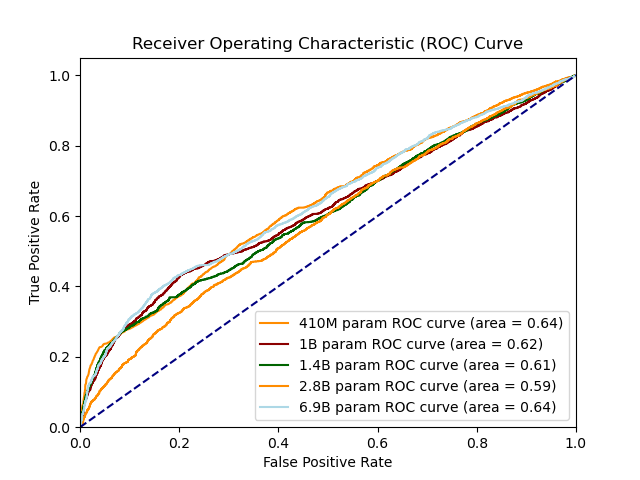 Receiver Operating Characteristic (ROC) Curve
1.0
0.8
0.6
0.4
0.2
0.0
True Positive Rate
410M param ROC curve (area = 0.64)
1B param ROC curve (area = 0.62)
1.4B param ROC curve (area = 0.61)
2.8B param ROC curve (area = 0.59)
6.9B param ROC curve (area = 0.64)
0.0 0.2 0.4 0.6 0.8 1.0
False Positive Rate